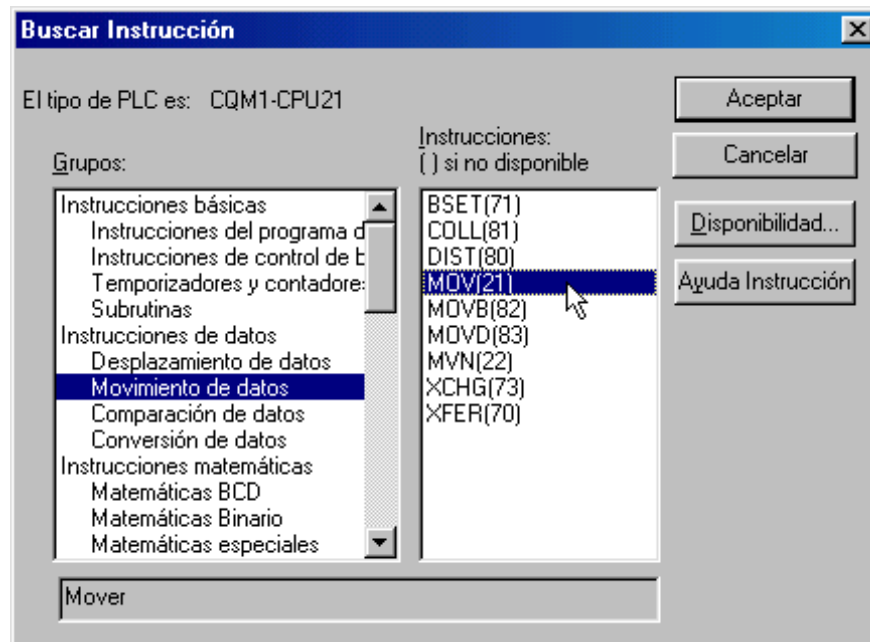 Buscar Instrucción
El tipo de PLC es: CQM1-CPU21
Aceptar
Cancelar
Disponibilidad...
Ayuda Instrucción
Grupos:
Instrucciones básicas
Instrucciones del programa d
Instrucciones de control de b
Temporizadores y contadore
Subrutinas
Instrucciones de datos
Desplazamiento de datos
Movimiento de datos
Comparación de datos
Conversión de datos
Instrucciones matemáticas
Matemáticas BCD
Matemáticas Binario
Matemáticas especiales
Instrucciones:
( ) si no disponible
BSET(71)
COLL(81)
DIST(80)
MOV(21)
MOVB(82)
MOVD(83)
MVN(22)
XCHG(73)
XFER(70)
Mover